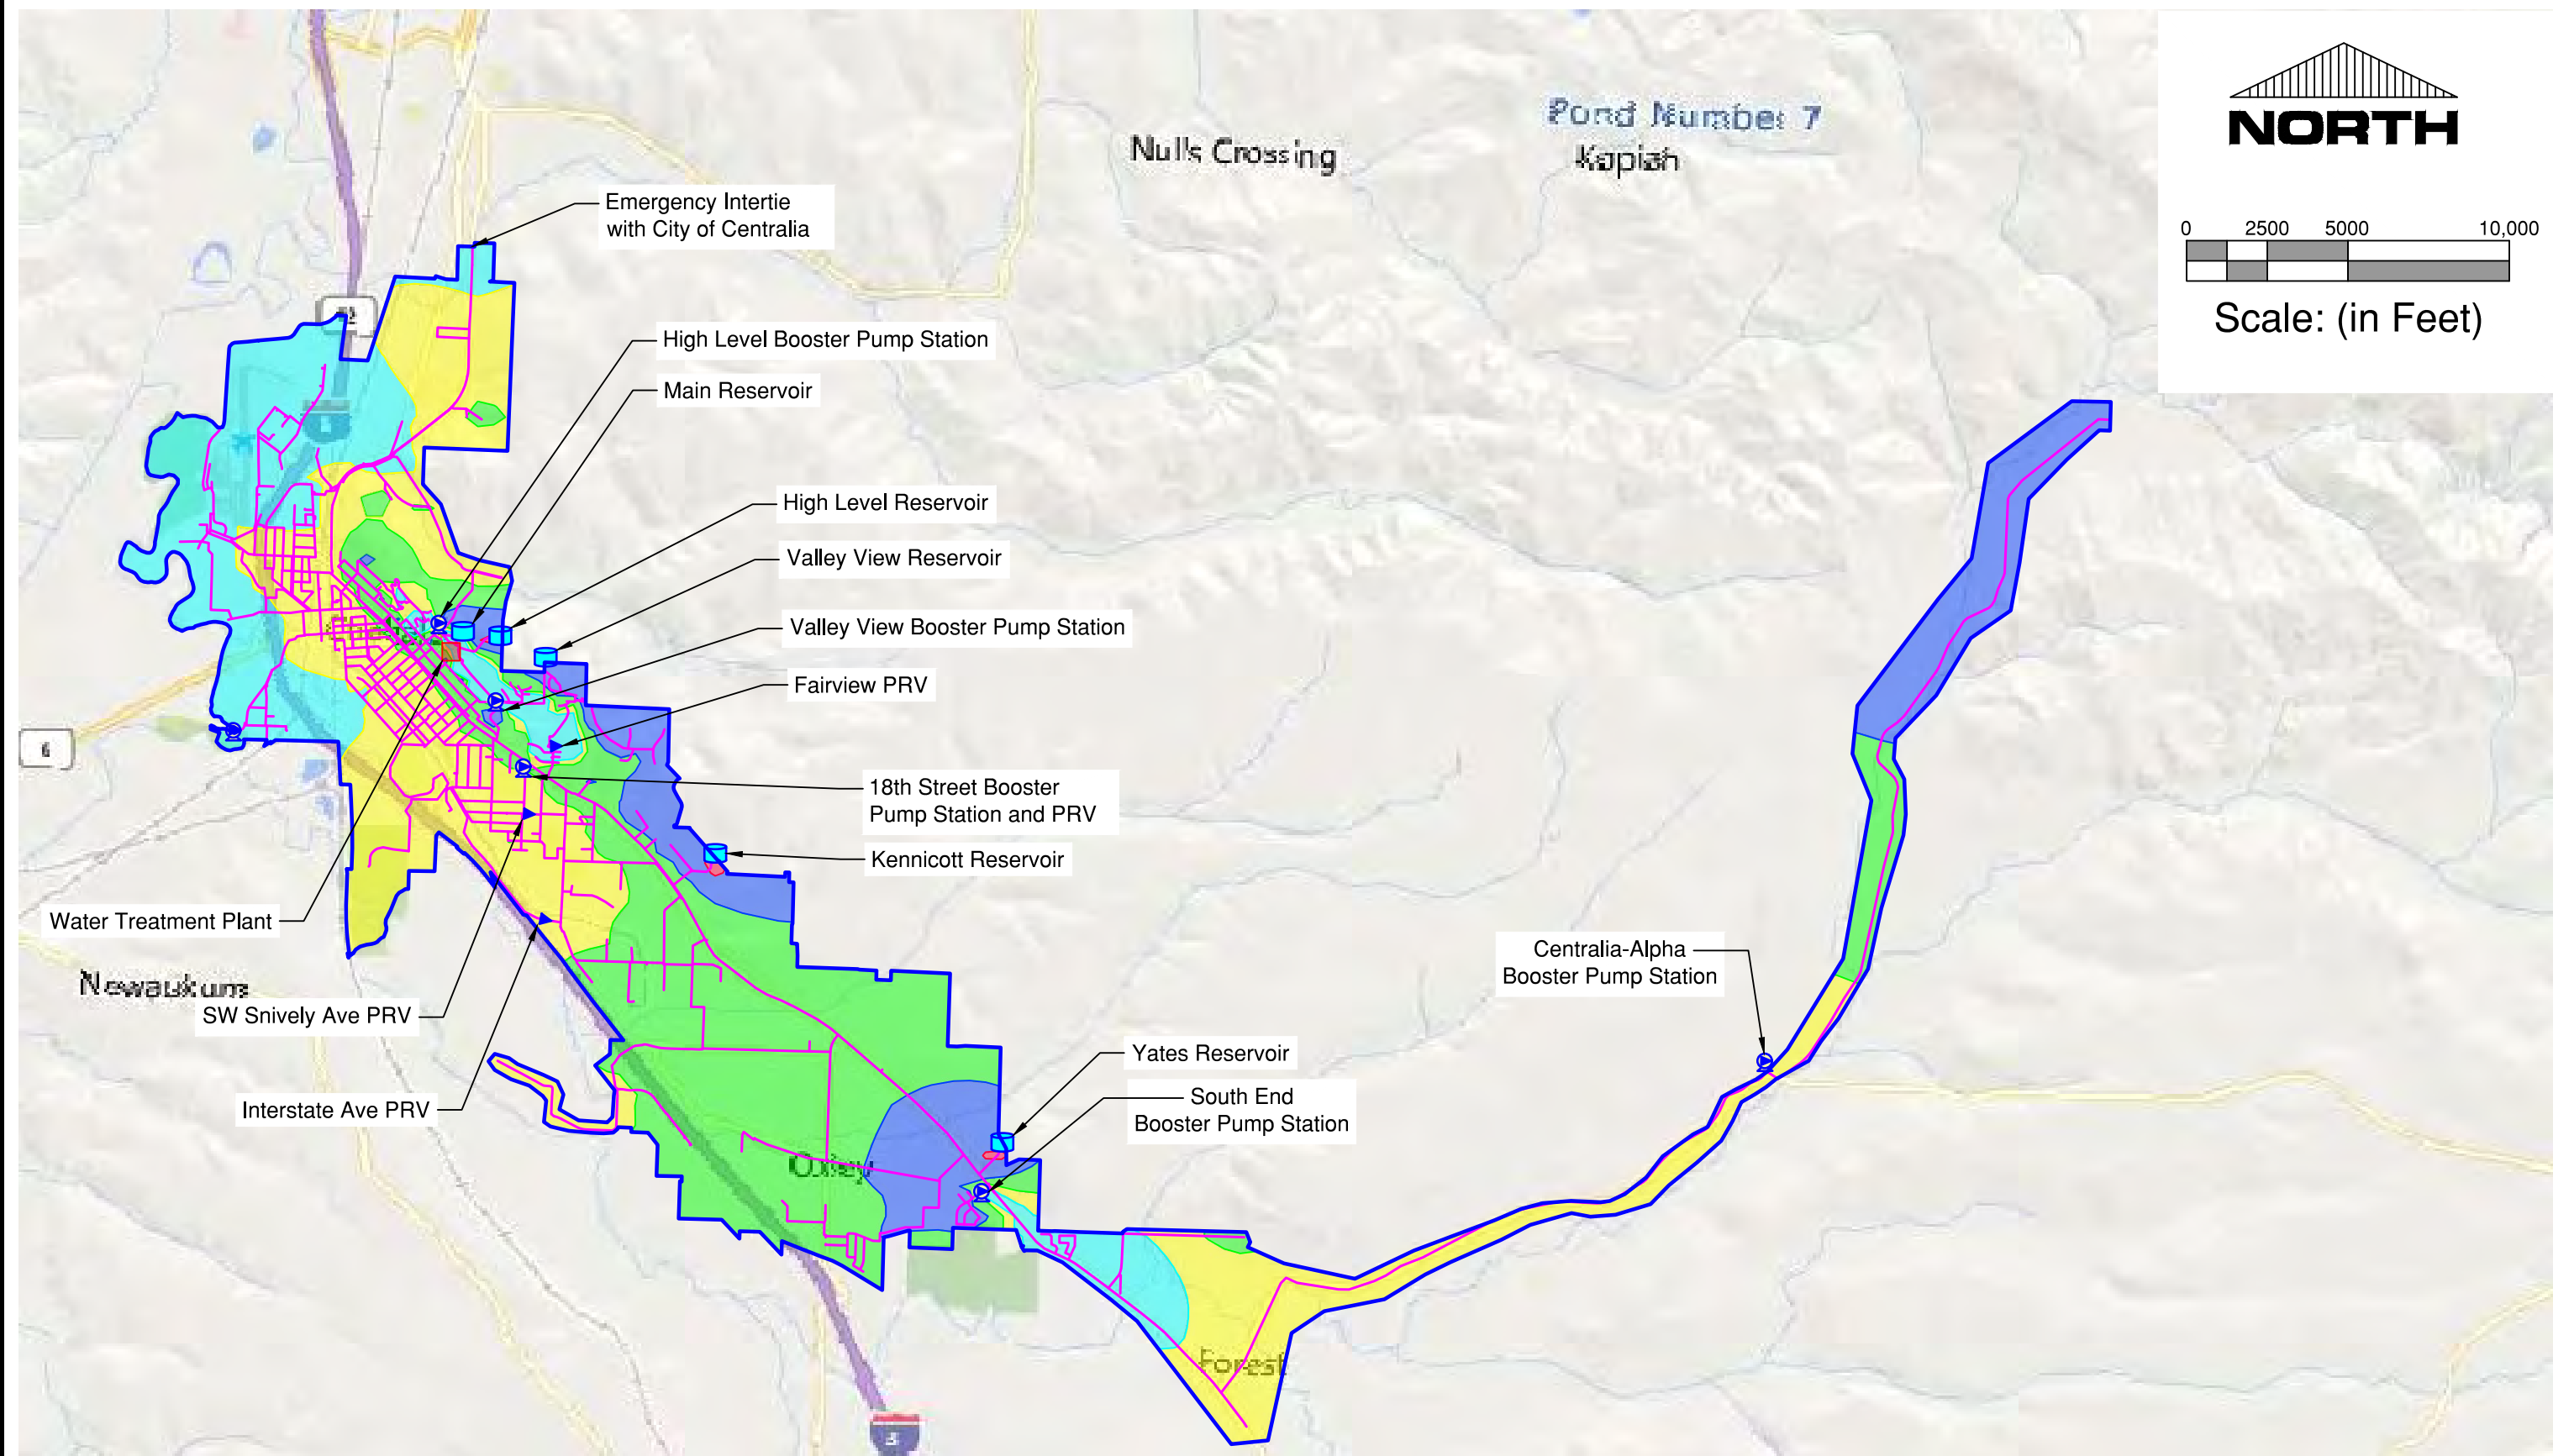 Pond Number 7
Kopiah
Nulls Crossing
NORTH
0 2500 5000 10,000
Scale: (in Feet)
Emergency Intertie
with City of Centralia
High Level Booster Pump Station
Main Reservoir
High Level Reservoir
Valley View Reservoir
Valley View Booster Pump Station
Fairview PRV
6
18th Street Booster
Pump Station and PRV
Kennicott Reservoir
Water Treatment Plant
Newaukum
SW Snively Ave PRV
Interstate Ave PRV
Centralia-Alpha
Booster Pump Station
Yates Reservoir
South End
Booster Pump Station
Forest
5